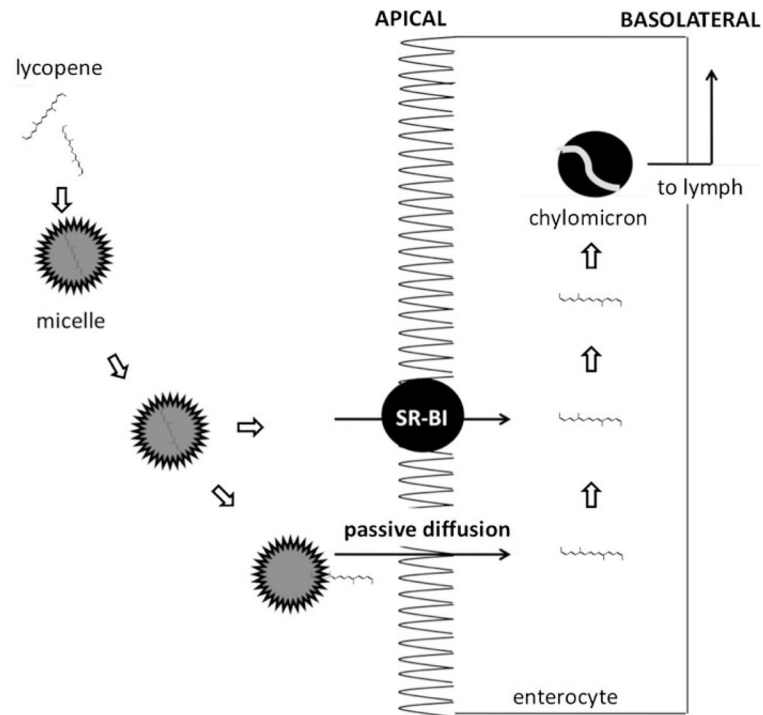 APICAL
BASOLATERAL
lycopene
to lymph
chylomicron
micelle
SR-BI
passive diffusion
enterocyte